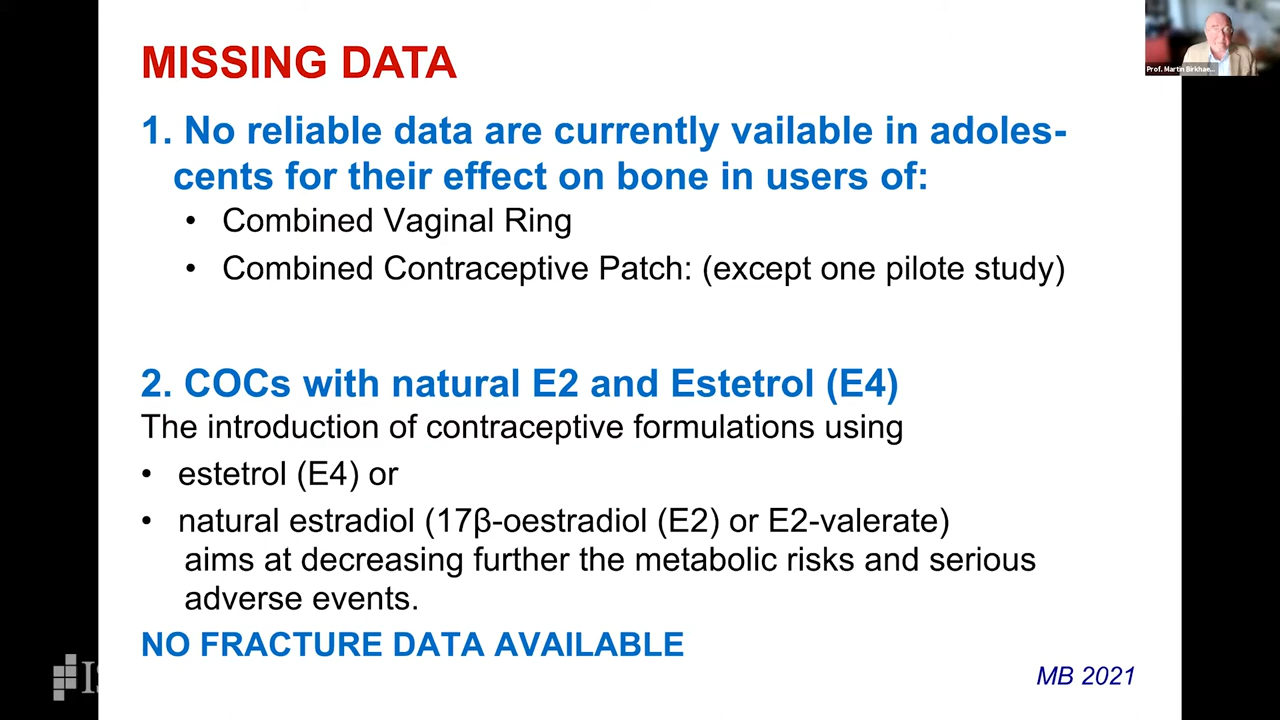 MISSING DATA
Prof. Martin Birkhae...
1. No reliable data are currently vailable in adoles-
cents for their effect on bone in users of:
• Combined Vaginal Ring
• Combined Contraceptive Patch: (except one pilote study)
2. COCs with natural E2 and Estetrol (E4)
The introduction of contraceptive formulations using
• estetrol (E4) or
• natural estradiol (17β-oestradiol (E2) or E2-valerate)
aims at decreasing further the metabolic risks and serious
adverse events.
NO FRACTURE DATA AVAILABLE
MB 2021